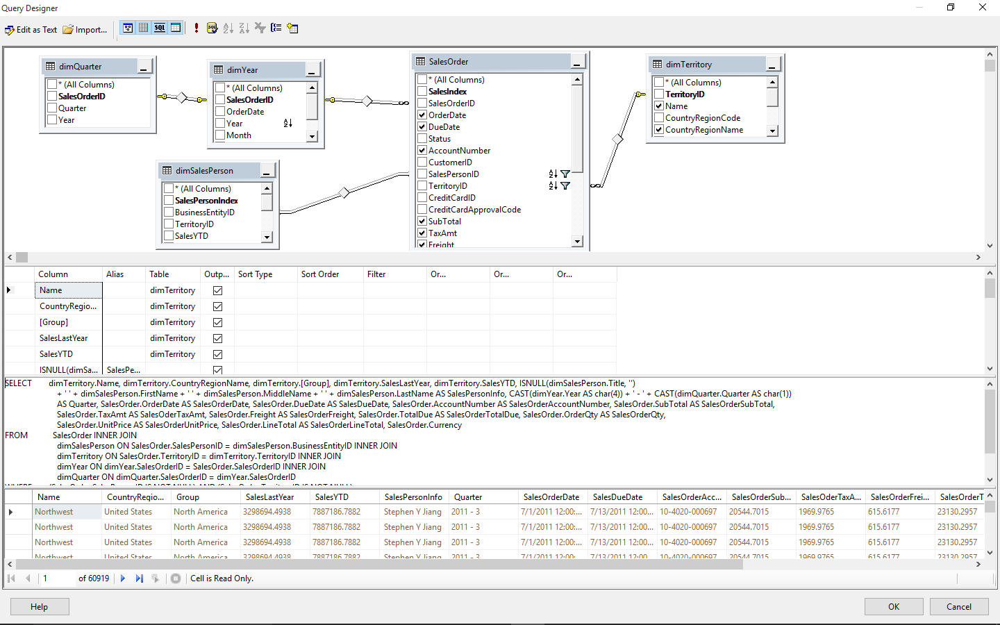 Query Designer
Edit as Text Import... SQL
dimQuarter
* (All Columns)
SalesOrderID
Quarter
Year
dimYear
* (All Columns)
SalesOrderID
OrderDate
Year
Month
SalesOrder
* (All Columns)
SalesIndex
SalesOrderID
OrderDate
DueDate
Status
AccountNumber
CustomerID
SalesPersonID
TerritoryID
CreditCardID
CreditCardApprovalCode
SubTotal
TaxAmt
Freight
dimTerritory
* (All Columns)
TerritoryID
Name
CountryRegionCode
CountryRegionName
dimSalesPerson
* (All Columns)
SalesPersonIndex
BusinessEntityID
TerritoryID
SalesYTD
Column Alias Table Outp... Sort Type Sort Order Filter Or... Or... Or...
Name dimTerritory
CountryRegio... dimTerritory
[Group] dimTerritory
SalesLastYear dimTerritory
SalesYTD dimTerritory
ISNULL(dimSa... SalesPe...
SELECT dimTerritory.Name, dimTerritory.CountryRegionName, dimTerritory.[Group], dimTerritory.SalesLastYear, dimTerritory.SalesYTD, ISNULL(dimSalesPerson.Title, '')
+ ' ' + dimSalesPerson.FirstName + ' ' + dimSalesPerson.MiddleName + ' ' + dimSalesPerson.LastName AS SalesPersonInfo, CAST(dimYear.Year AS char(4)) + ' - ' + CAST(dimQuarter.Quarter AS char(1))
AS Quarter, SalesOrder.OrderDate AS SalesOrderDate, SalesOrder.DueDate AS SalesDueDate, SalesOrder.AccountNumber AS SalesOrderAccountNumber, SalesOrder.SubTotal AS SalesOrderSubTotal,
SalesOrder.TaxAmt AS SalesOderTaxAmt, SalesOrder.Freight AS SalesOrderFreight, SalesOrder.TotalDue AS SalesOrderTotalDue, SalesOrder.OrderQty AS SalesOrderQty,
SalesOrder.UnitPrice AS SalesOrderUnitPrice, SalesOrder.LineTotal AS SalesOrderLineTotal, SalesOrder.Currency
FROM SalesOrder INNER JOIN
dimSalesPerson ON SalesOrder.SalesPersonID = dimSalesPerson.BusinessEntityID INNER JOIN
dimTerritory ON SalesOrder.TerritoryID = dimTerritory.TerritoryID INNER JOIN
dimYear ON dimYear.SalesOrderID = SalesOrder.SalesOrderID INNER JOIN
dimQuarter ON dimQuarter.SalesOrderID = dimYear.SalesOrderID
WHERE (SalesOrder.SalesPersonID IS NOT NULL) AND (SalesOrder.TerritoryID IS NOT NULL)
Name CountryRegio... Group SalesLastYear SalesYTD SalesPersonInfo Quarter SalesOrderDate SalesDueDate SalesOrderAcc... SalesOrderSub... SalesOderTaxA... SalesOrderFrei... SalesOrderT
Northwest United States North America 3298694.4938 7887186.7882 Stephen Y Jiang 2011 - 3 7/1/2011 12:00:... 7/13/2011 12:00... 10-4020-000697 20544.7015 1969.9765 615.6177 23130.2957
Northwest United States North America 3298694.4938 7887186.7882 Stephen Y Jiang 2011 - 3 7/1/2011 12:00:... 7/13/2011 12:00... 10-4020-000697 20544.7015 1969.9765 615.6177 23130.2957
Northwest United States North America 3298694.4938 7887186.7882 Stephen Y Jiang 2011 - 3 7/1/2011 12:00:... 7/13/2011 12:00... 10-4020-000697 20544.7015 1969.9765 615.6177 23130.2957
Northwest United States North America 3298694.4938 7887186.7882 Stephen Y Jiang 2011 - 3 7/1/2011 12:00:... 7/13/2011 12:00... 10-4020-000697 20544.7015 1969.9765 615.6177 23130.2957
1 of 60919 Cell is Read Only.
Help OK Cancel